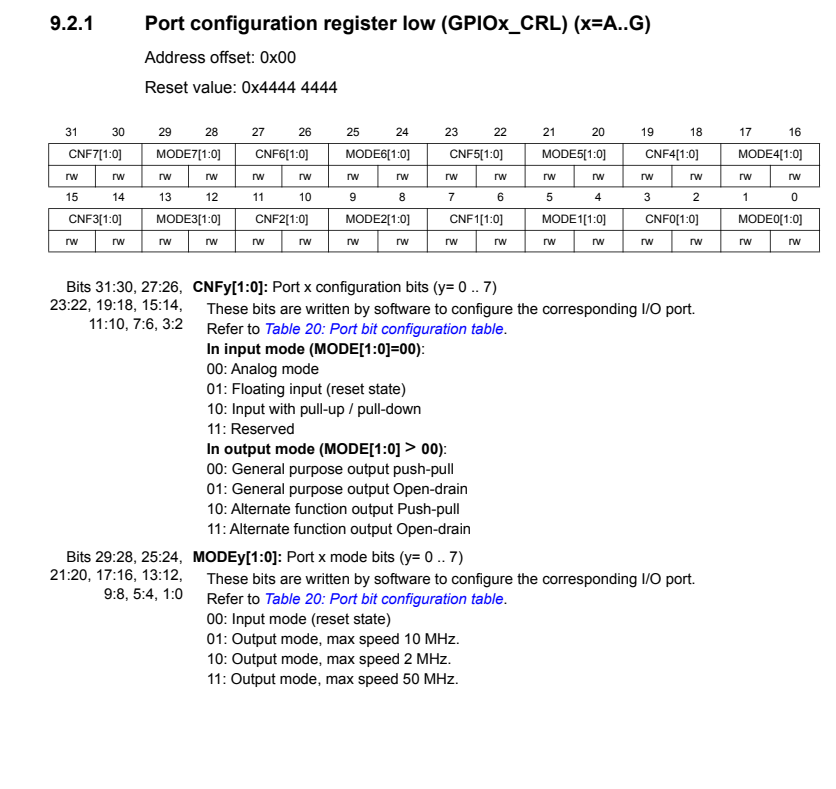 9.2.1 Port configuration register low (GPIOx_CRL) (x=A..G)
Address offset: 0x00
Reset value: 0x4444 4444
31 30 29 28 27 26 25 24 23 22 21 20 19 18 17 16
CNF7[1:0] MODE7[1:0] CNF6[1:0] MODE6[1:0] CNF5[1:0] MODE5[1:0] CNF4[1:0] MODE4[1:0]
rw rw rw rw rw rw rw rw rw rw rw rw rw rw rw rw
15 14 13 12 11 10 9 8 7 6 5 4 3 2 1 0
CNF3[1:0] MODE3[1:0] CNF2[1:0] MODE2[1:0] CNF1[1:0] MODE1[1:0] CNF0[1:0] MODE0[1:0]
rw rw rw rw rw rw rw rw rw rw rw rw rw rw rw rw
Bits 31:30, 27:26, CNFy[1:0]: Port x configuration bits (y= 0 .. 7)
23:22, 19:18, 15:14, These bits are written by software to configure the corresponding I/O port.
11:10, 7:6, 3:2 Refer to Table 20: Port bit configuration table.
In input mode (MODE[1:0]=00):
00: Analog mode
01: Floating input (reset state)
10: Input with pull-up / pull-down
11: Reserved
In output mode (MODE[1:0] > 00):
00: General purpose output push-pull
01: General purpose output Open-drain
10: Alternate function output Push-pull
11: Alternate function output Open-drain
Bits 29:28, 25:24, MODEy[1:0]: Port x mode bits (y= 0 .. 7)
21:20, 17:16, 13:12, These bits are written by software to configure the corresponding I/O port.
9:8, 5:4, 1:0 Refer to Table 20: Port bit configuration table.
00: Input mode (reset state)
01: Output mode, max speed 10 MHz.
10: Output mode, max speed 2 MHz.
11: Output mode, max speed 50 MHz.